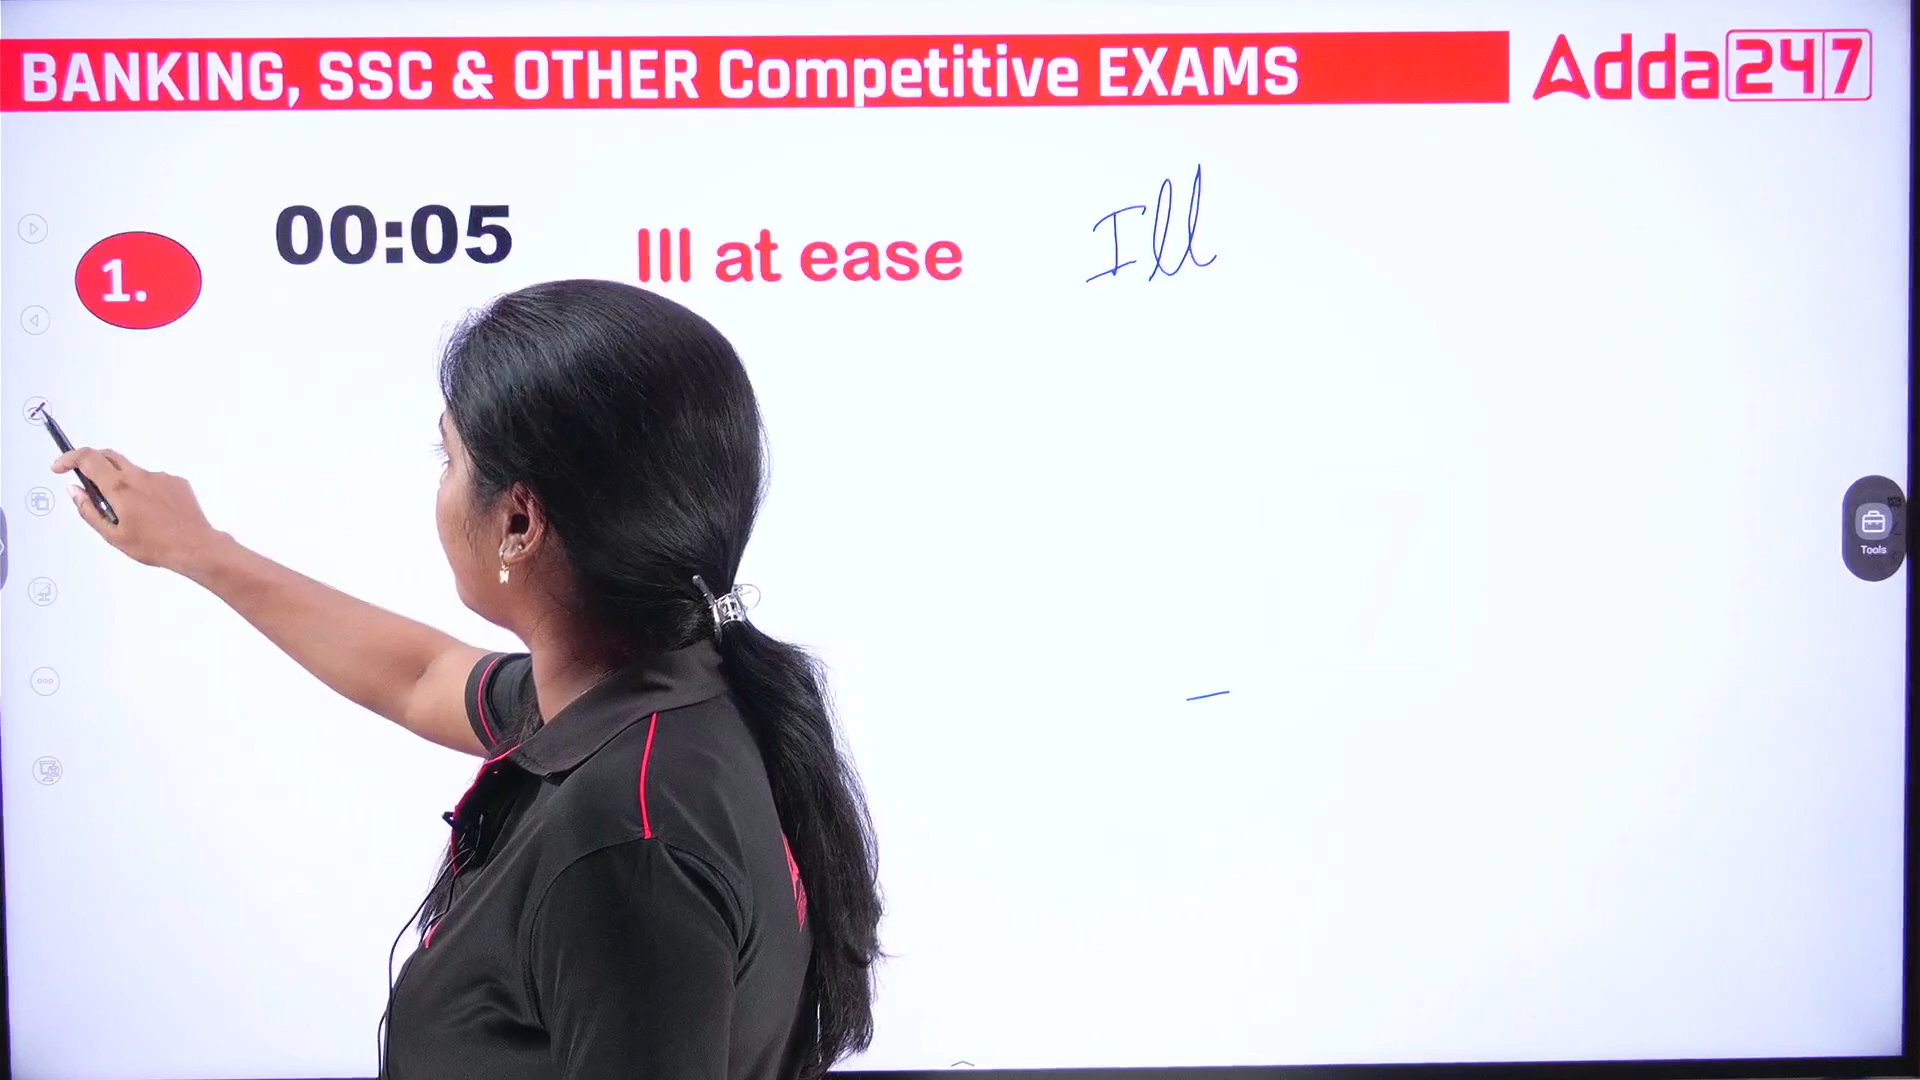 BANKING, SSC & OTHER Competitive EXAMS
Adda247
1.
00:05
Ill at ease
Ill
Tools